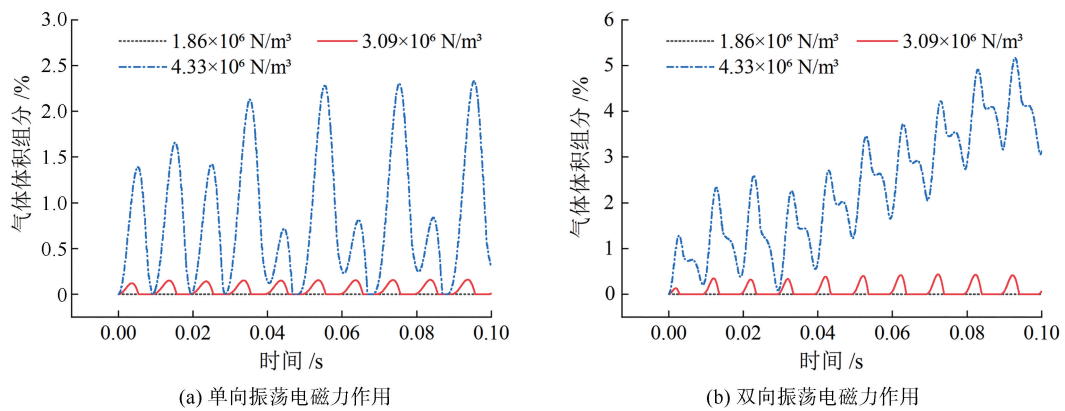 3.0
2.5
2.0
1.5
1.0
0.5
0
气体体积组分 /%
1.86×10⁶ N/m³
3.09×10⁶ N/m³
4.33×10⁶ N/m³
0.00 0.02 0.04 0.06 0.08 0.10
时间 /s
(a) 单向振荡电磁力作用
6
5
4
3
2
1
0
气体体积组分 /%
1.86×10⁶ N/m³
3.09×10⁶ N/m³
4.33×10⁶ N/m³
0.00 0.02 0.04 0.06 0.08 0.10
时间 /s
(b) 双向振荡电磁力作用